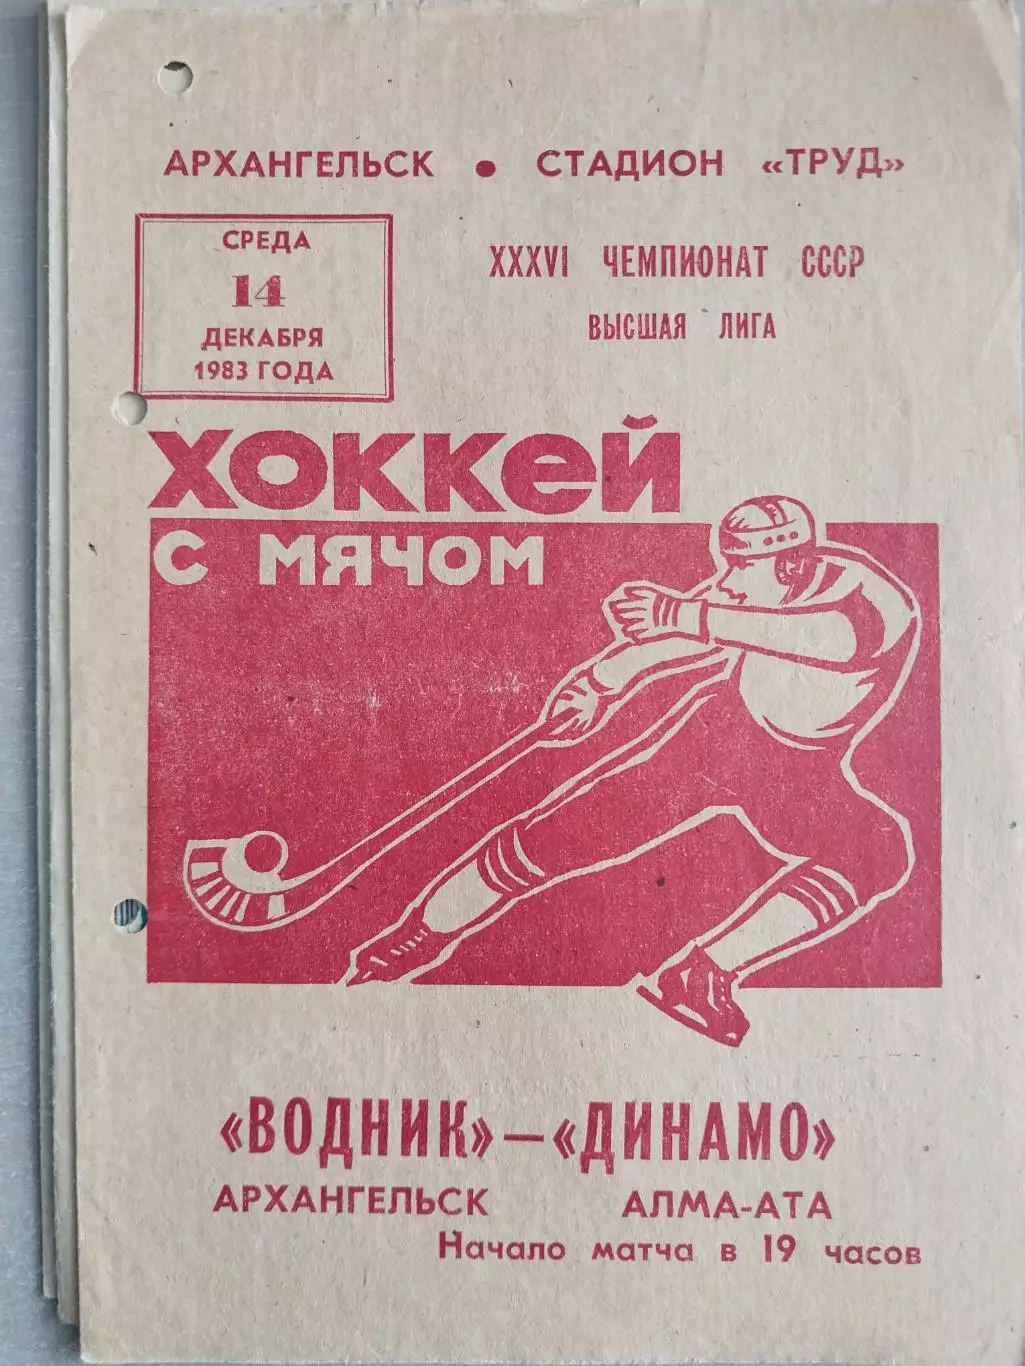 АРХАНГЕЛЬСК • СТАДИОН «ТРУД»
СРЕДА
14
ДЕКАБРЯ
1983 ГОДА
XXXVI ЧЕМПИОНАТ СССР
ВЫСШАЯ ЛИГА
ХОККЕЙ
С МЯЧОМ
«ВОДНИК» — «ДИНАМО»
АРХАНГЕЛЬСК АЛМА-АТА
Начало матча в 19 часов